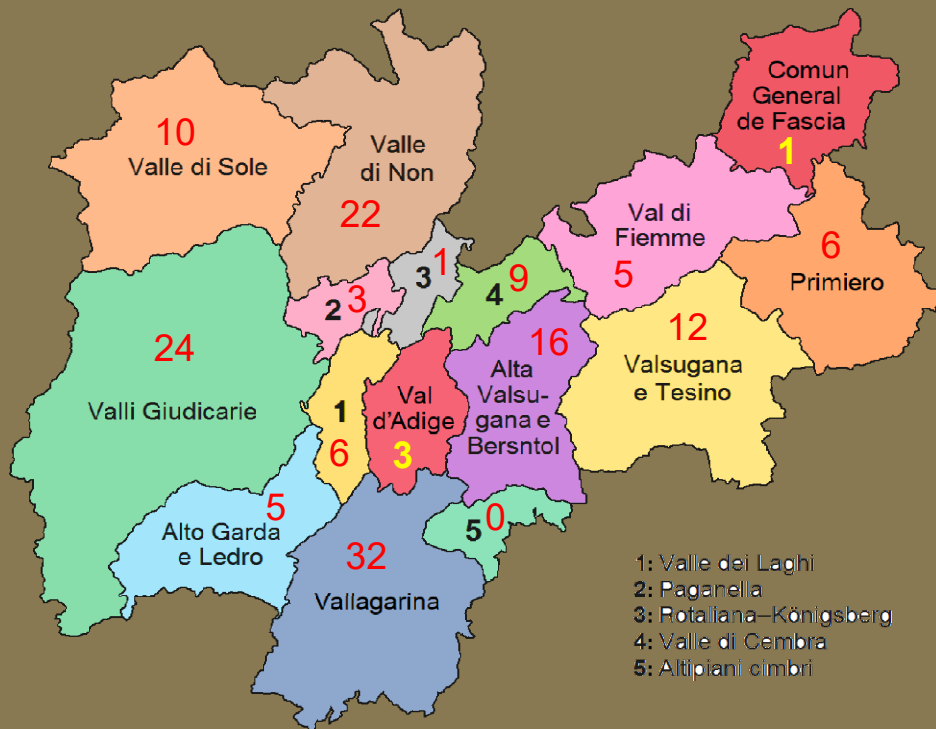 Comun
General
de Fascia
1
10
Valle di Sole
Valle
di Non
22
Val di
Fiemme
5
6
Primiero
3 1
4 9
2 3
24
Valli Giudicarie
16
Alta
Valsu-
gana e
Bersntol
12
Valsugana
e Tesino
1
6
Val
d'Adige
3
5
Alto Garda
e Ledro
5 0
32
Vallagarina
1: Valle dei Laghi
2: Paganella
3: Rotaliana–Königsberg
4: Valle di Cembra
5: Altipiani cimbri